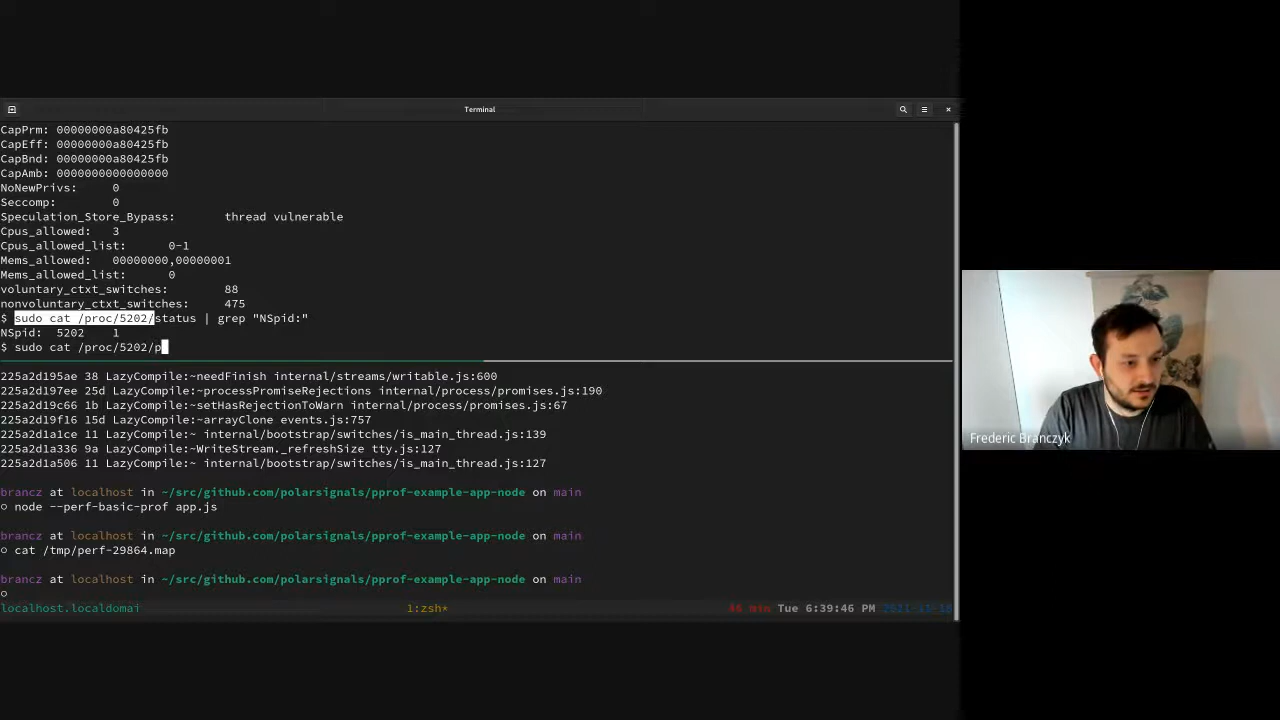 Terminal
CapPrm: 00000000a80425fb
CapEff: 00000000a80425fb
CapBnd: 00000000a80425fb
CapAmb: 0000000000000000
NoNewPrivs: 0
Seccomp: 0
Speculation_Store_Bypass: thread vulnerable
Cpus_allowed: 3
Cpus_allowed_list: 0-1
Mems_allowed: 00000000,00000001
Mems_allowed_list: 0
voluntary_ctxt_switches: 88
nonvoluntary_ctxt_switches: 475
$ sudo cat /proc/5202/status | grep "NSpid:"
NSpid: 5202 1
$ sudo cat /proc/5202/p
225a2d195ae 38 LazyCompile:~needFinish internal/streams/writable.js:600
225a2d197ee 25d LazyCompile:~processPromiseRejections internal/process/promises.js:190
225a2d19c66 1b LazyCompile:~setHasRejectionToWarn internal/process/promises.js:67
225a2d19f16 15d LazyCompile:~arrayClone events.js:757
225a2d1a1ce 11 LazyCompile:~ internal/bootstrap/switches/is_main_thread.js:139
225a2d1a336 9a LazyCompile:~WriteStream._refreshSize tty.js:127
225a2d1a506 11 LazyCompile:~ internal/bootstrap/switches/is_main_thread.js:127
brancz at localhost in ~/src/github.com/polarsignals/pprof-example-app-node on main
○ node --perf-basic-prof app.js
brancz at localhost in ~/src/github.com/polarsignals/pprof-example-app-node on main
○ cat /tmp/perf-29864.map
brancz at localhost in ~/src/github.com/polarsignals/pprof-example-app-node on main
○
localhost.localdomai 1:zsh* min Tue 6:39:46 PM
Frederic Branczyk